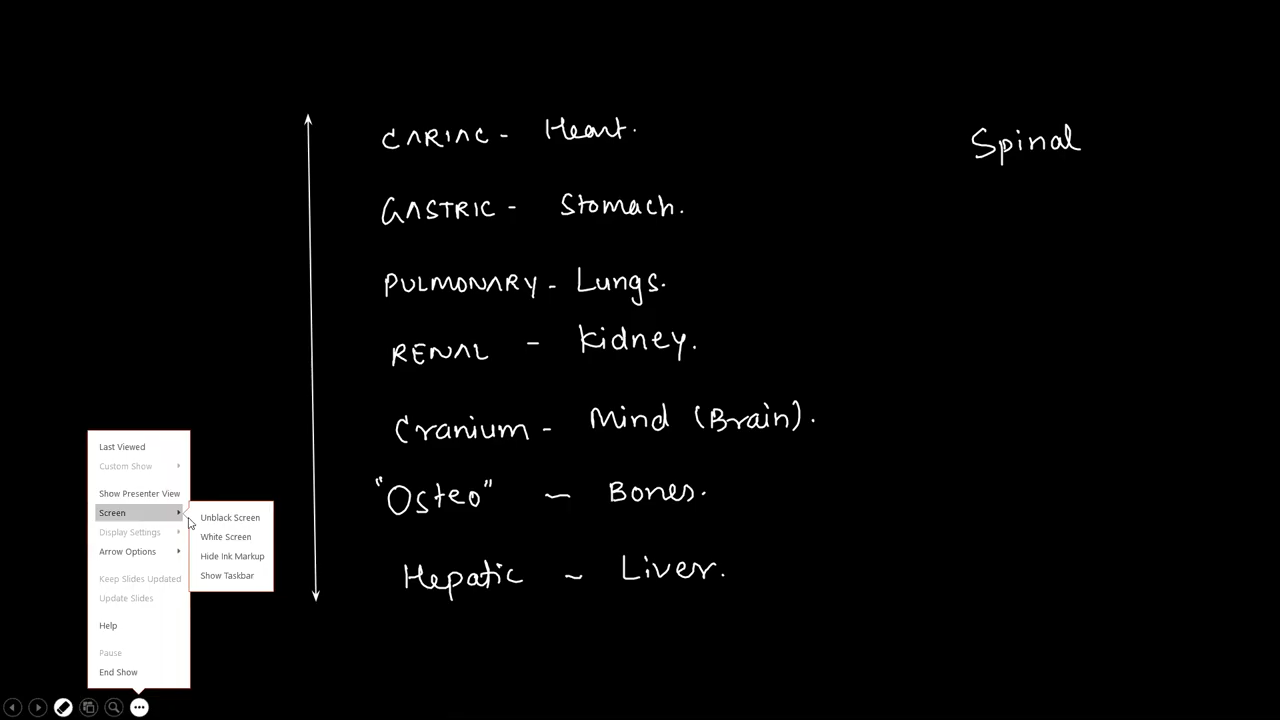 CARIAC - Heart.
Spinal
GASTRIC - Stomach.
PULMONARY - Lungs.
RENAL - Kidney.
Cranium - Mind (Brain).
"Osteo" - Bones.
Hepatic - Liver.
Last Viewed
Custom Show
Show Presenter View
Screen
Display Settings
Arrow Options
Keep Slides Updated
Update Slides
Help
Pause
End Show
Unblack Screen
White Screen
Hide Ink Markup
Show Taskbar